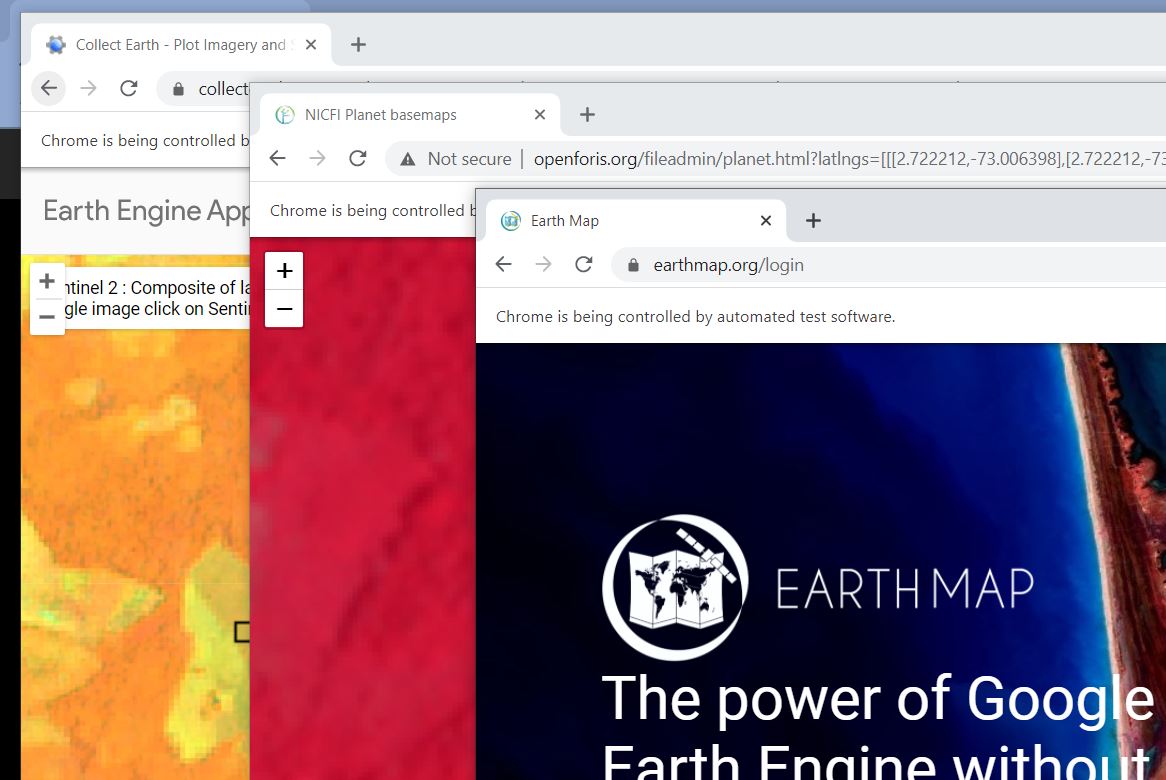 Collect Earth - Plot Imagery and
collect
Chrome is being controlled b
Earth Engine App
+
ntinel 2 : Composite of la
−
gle image click on Senti
NICFI Planet basemaps
Not secure | openforis.org/fileadmin/planet.html?latlngs=[[[2.722212,-73.006398],[2.722212,-73
Chrome is being controlled b
+
−
Earth Map
earthmap.org/login
Chrome is being controlled by automated test software.
EARTH MAP
The power of Google
Earth Engine without